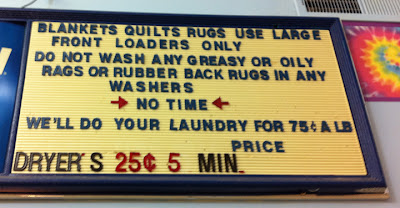 BLANKETS QUILTS RUGS USE LARGE
FRONT LOADERS ONLY
DO NOT WASH ANY GREASY OR OILY
RAGS OR RUBBER BACK RUGS IN ANY
WASHERS
→ NO TIME ←
WE'LL DO YOUR LAUNDRY FOR 75¢ A LB
PRICE
DRYER'S 25¢ 5 MIN.